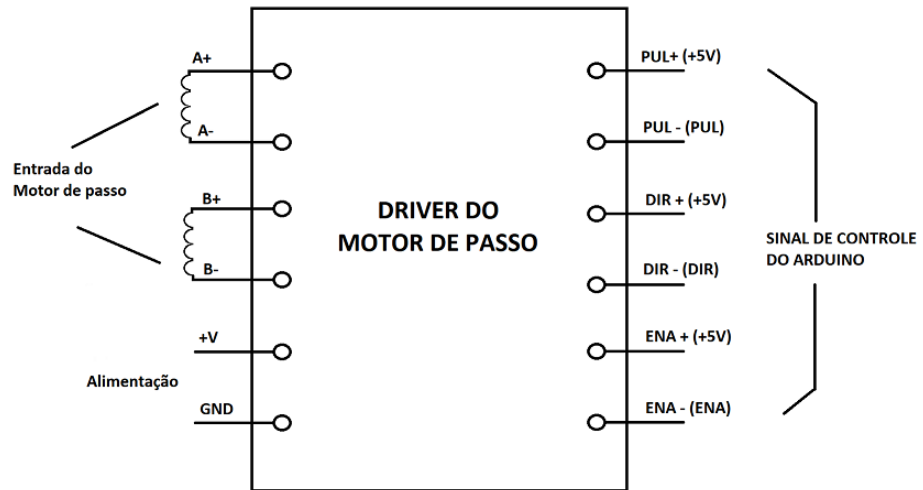 A+
A-
Entrada do
Motor de passo
B+
B-
+V
Alimentação
GND
DRIVER DO
MOTOR DE PASSO
PUL+ (+5V)
PUL - (PUL)
DIR + (+5V)
DIR - (DIR)
ENA + (+5V)
ENA - (ENA)
SINAL DE CONTROLE
DO ARDUINO